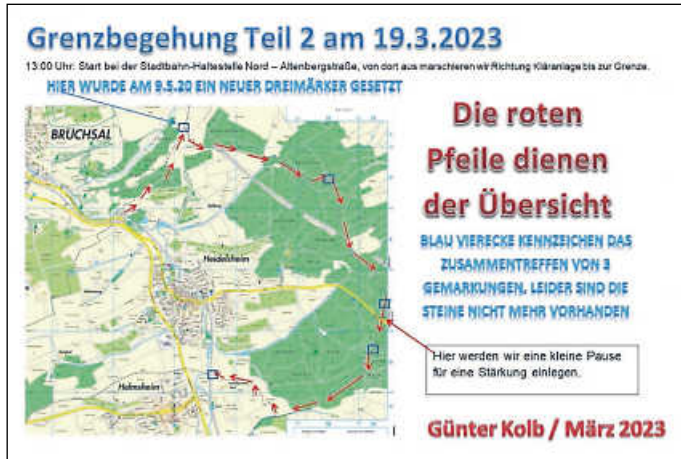 Grenzbegehung Teil 2 am 19.3.2023
13:00 Uhr: Start bei der Stadtbahn-Haltestelle Nord – Altenbergstraße, von dort aus marschieren wir Richtung Kläranlage bis zur Grenze.
HIER WURDE AM 9.5.20 EIN NEUER DREIMÄRKER GESETZT
BRUCHSAL
Heidelsheim
Helmsheim
Die roten
Pfeile dienen
der Übersicht
BLAU VIERECKE KENNZEICHEN DAS
ZUSAMMENTREFFEN VON 3
GEMARKUNGEN. LEIDER SIND DIE
STEINE NICHT MEHR VORHANDEN
Hier werden wir eine kleine Pause
für eine Stärkung einlegen.
Günter Kolb / März 2023